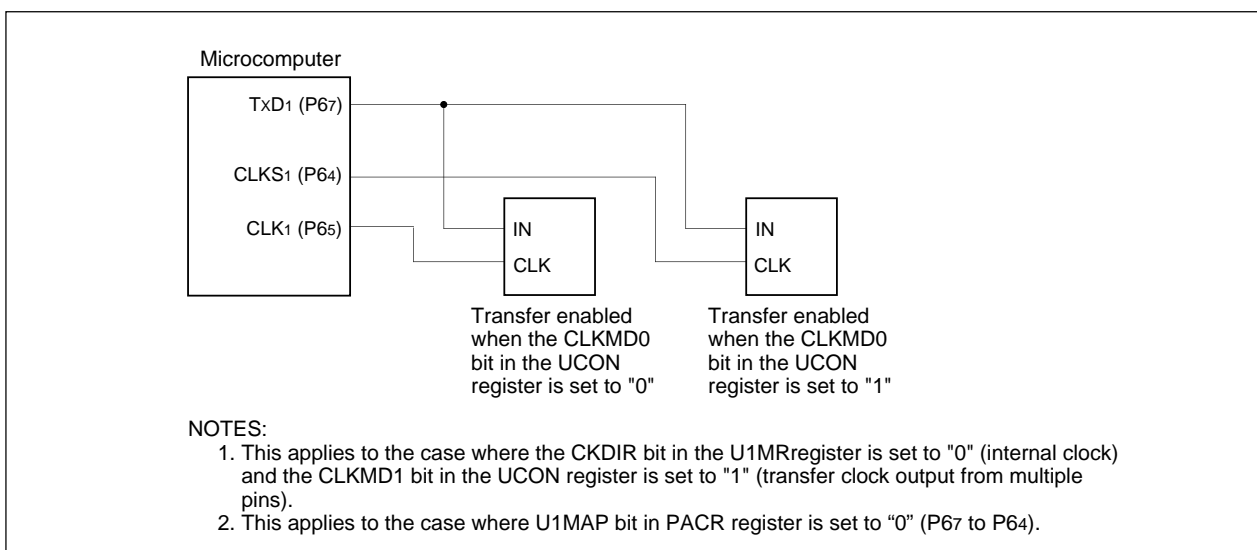 Microcomputer
TXD1 (P67)
CLKS1 (P64)
CLK1 (P65)
IN
CLK
IN
CLK
Transfer enabled
when the CLKMD0
bit in the UCON
register is set to "0"
Transfer enabled
when the CLKMD0
bit in the UCON
register is set to "1"
NOTES:
1. This applies to the case where the CKDIR bit in the U1MRregister is set to "0" (internal clock)
and the CLKMD1 bit in the UCON register is set to "1" (transfer clock output from multiple
pins).
2. This applies to the case where U1MAP bit in PACR register is set to “0” (P67 to P64).